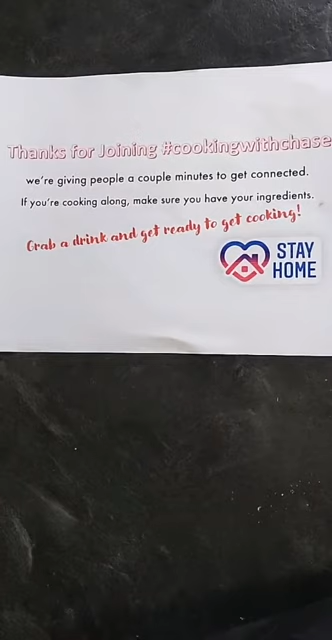 Thanks for Joining #cookingwithchase
we're giving people a couple minutes to get connected.
If you're cooking along, make sure you have your ingredients.
Grab a drink and get ready to get cooking!
STAY
HOME